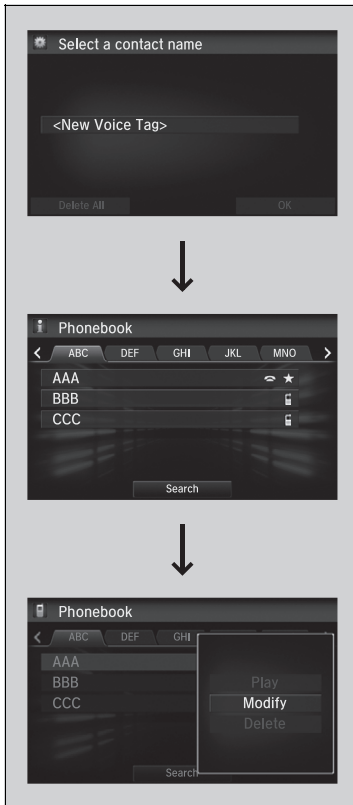 Select a contact name
<New Voice Tag>
Delete All OK
Phonebook
ABC DEF GHI JKL MNO
AAA
BBB
CCC
Search
Phonebook
ABC DEF GHI
AAA
BBB
CCC
Play
Modify
Delete
Search